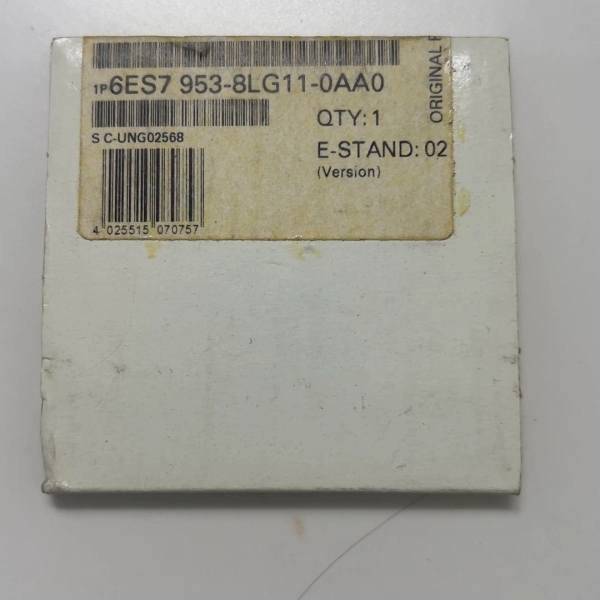 1P6ES7 953-8LG11-0AA0
QTY: 1
S C-UNG02568
E-STAND: 02
(Version)
4 025515 070757
ORIGINAL